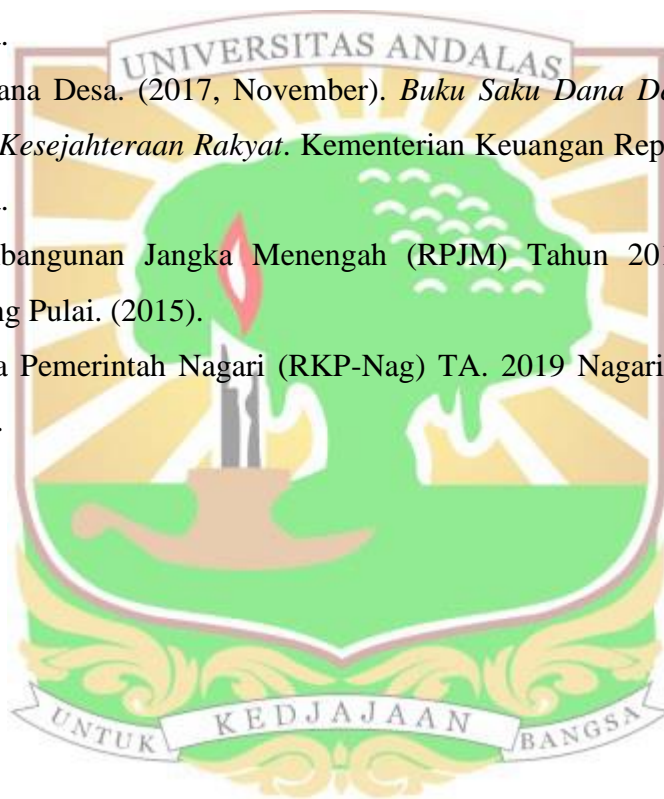 UNIVERSITAS ANDALAS
ana Desa. (2017, November). Buku Saku Dana De
Kesejahteraan Rakyat. Kementerian Keuangan Rep
bangunan Jangka Menengah (RPJM) Tahun 201
ng Pulai. (2015).
a Pemerintah Nagari (RKP-Nag) TA. 2019 Nagari
UNTUK KEDJAJAAN BANGSA